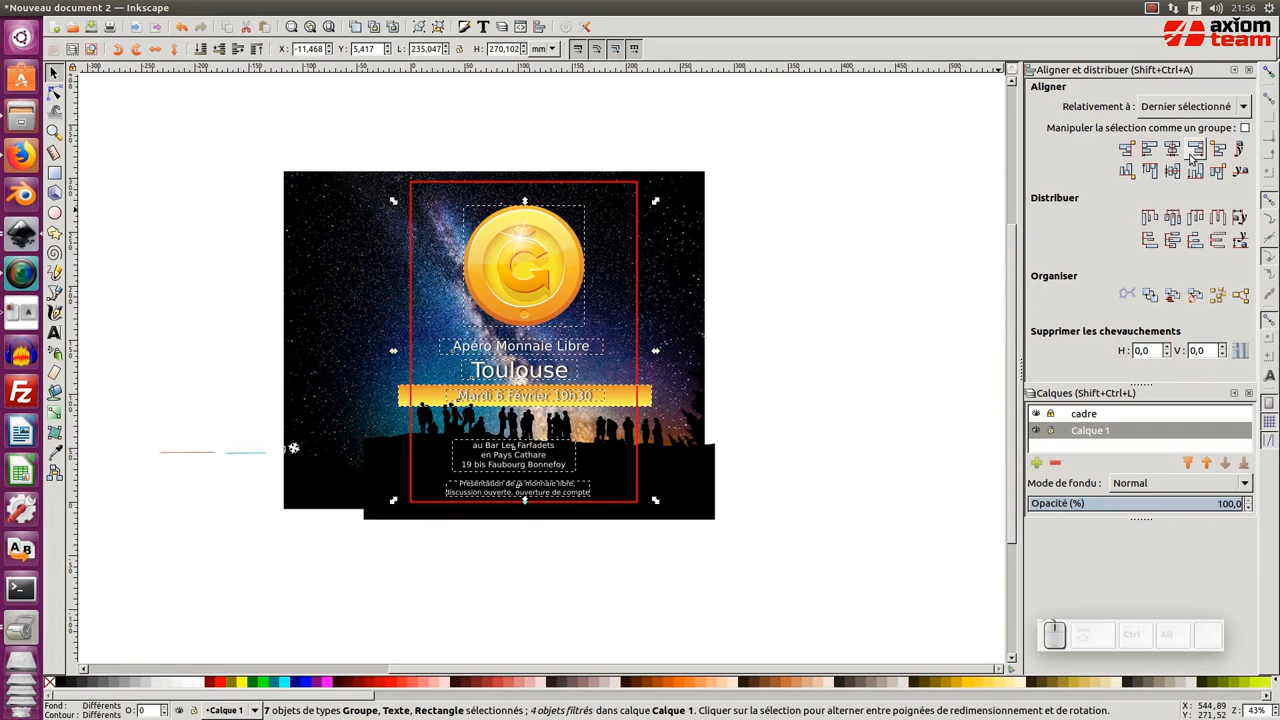 *Nouveau document 2 - Inkscape
Fr
21:56
axiom
team
X :
-11,468
Y :
5,417
L :
235,047
H :
270,102
mm
Aligner et distribuer (Shift+Ctrl+A)
Aligner
Relativement à :
Dernier sélectionné
Manipuler la sélection comme un groupe :
Distribuer
Organiser
Supprimer les chevauchements
H :
0,0
V :
0,0
Calques (Shift+Ctrl+L)
cadre
Calque 1
Mode de fondu :
Normal
Opacité (%)
100,0
Ctrl
Alt
G
Apéro Monnaie Libre
Toulouse
Mardi 6 Février 19h30
au Bar Les Farfadets
en Pays Cathare
19 bis Faubourg Bonnefoy
Présentation de la monnaie libre,
discussion ouverte, ouverture de compte
Fond :
Différents
Contour :
Différents
O :
0
•Calque 1
7 objets de types Groupe, Texte, Rectangle sélectionnés ; 4 objets filtrés dans calque Calque 1. Cliquer sur la sélection pour alterner entre poignées de redimensionnement et de rotation.
X :
544,89
Y :
271,52
Z :
43%